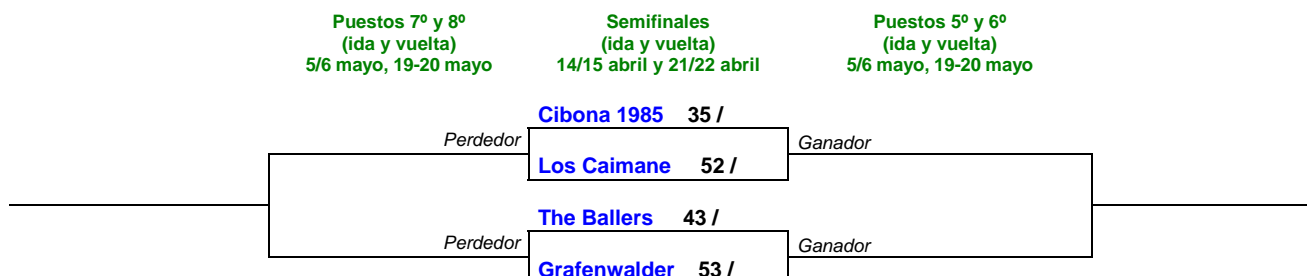 Puestos 7º y 8º
(ida y vuelta)
5/6 mayo, 19-20 mayo
Semifinales
(ida y vuelta)
14/15 abril y 21/22 abril
Puestos 5º y 6º
(ida y vuelta)
5/6 mayo, 19-20 mayo
Cibona 1985 35 /
Perdedor
Ganador
Los Caimane 52 /
The Ballers 43 /
Perdedor
Ganador
Grafenwalder 53 /